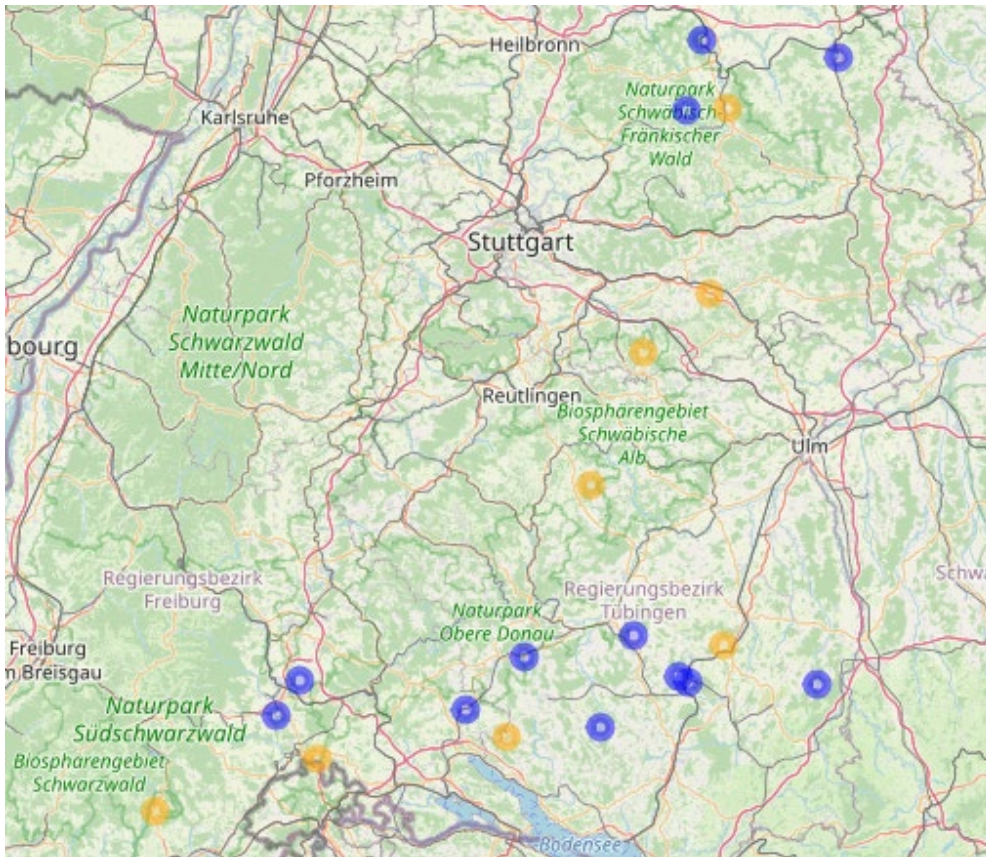 Heilbronn
Naturpark
Schwäbisch
Fränkischer
Wald
Karlsruhe
Pforzheim
Stuttgart
Naturpark
Schwarzwald
Mitte/Nord
bourg
Reutlingen
Biosphärengebiet
Schwäbische
Alb
Ulm
Regierungsbezirk
Freiburg
Regierungsbezirk
Tübingen
Schwa
Naturpark
Obere Donau
Freiburg
m Breisgau
Naturpark
Südschwarzwald
Biosphärengebiet
Schwarzwald
Bodensee